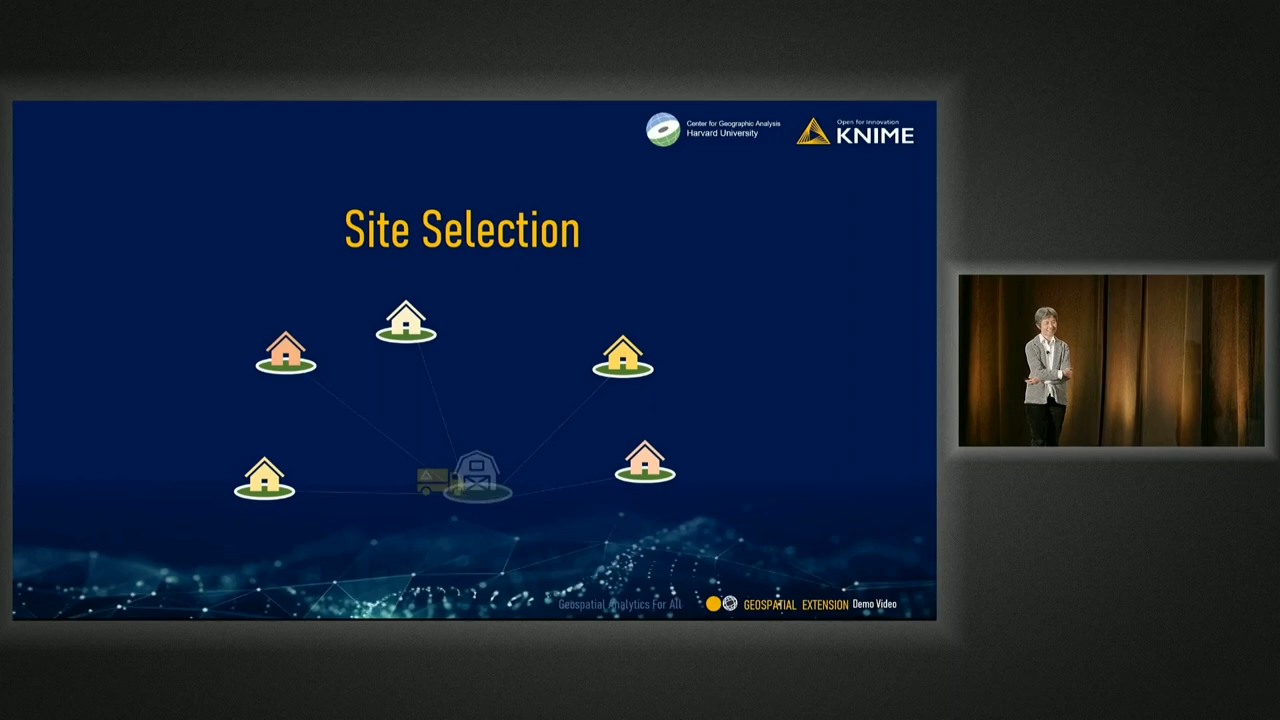 Center for Geographic Analysis
Harvard University
Open for Innovation
KNIME
Site Selection
Geospatial Analytics For All
GEOSPATIAL EXTENSION Demo Video